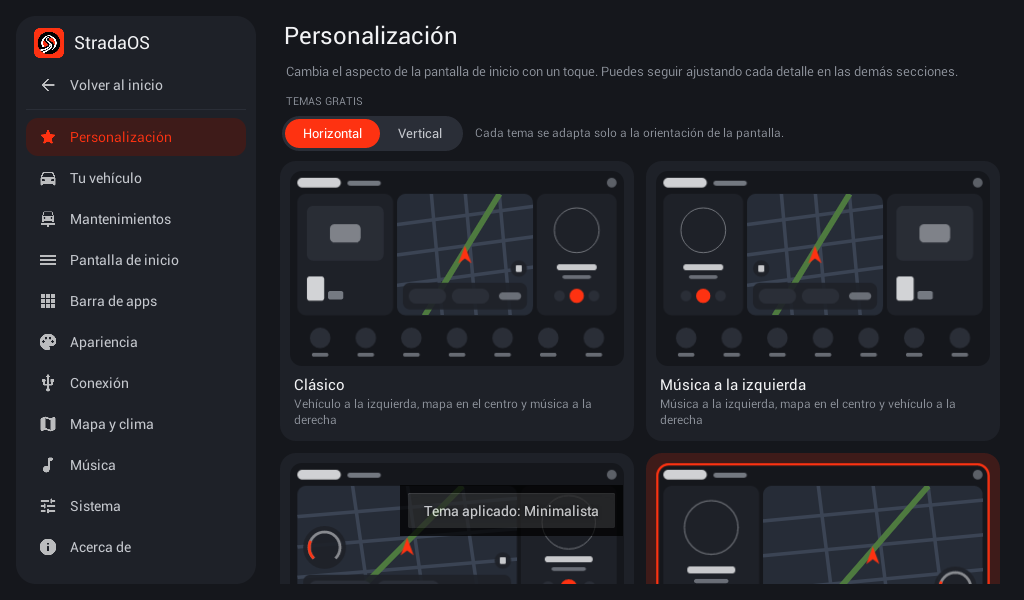 StradaOS
Volver al inicio
Personalización
Tu vehículo
Mantenimientos
Pantalla de inicio
Barra de apps
Apariencia
Conexión
Mapa y clima
Música
Sistema
Acerca de
Personalización
Cambia el aspecto de la pantalla de inicio con un toque. Puedes seguir ajustando cada detalle en las demás secciones.
TEMAS GRATIS
Horizontal
Vertical
Cada tema se adapta solo a la orientación de la pantalla.
Clásico
Vehículo a la izquierda, mapa en el centro y música a la
derecha
Música a la izquierda
Música a la izquierda, mapa en el centro y vehículo a la
derecha
Tema aplicado: Minimalista